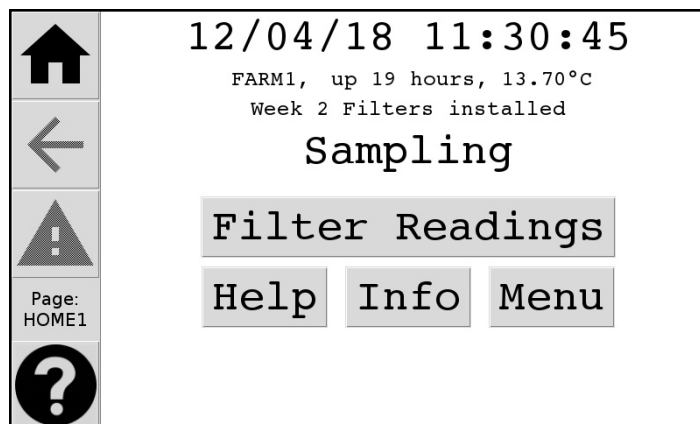 12/04/18 11:30:45
FARM1, up 19 hours, 13.70°C
Week 2 Filters installed
Sampling
Filter Readings
Help Info Menu
Page:
HOME1